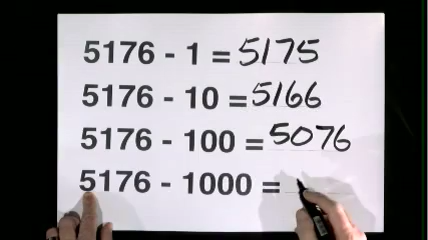 5176 - 1 = 5175
5176 - 10 = 5166
5176 - 100 = 5076
5176 - 1000 =